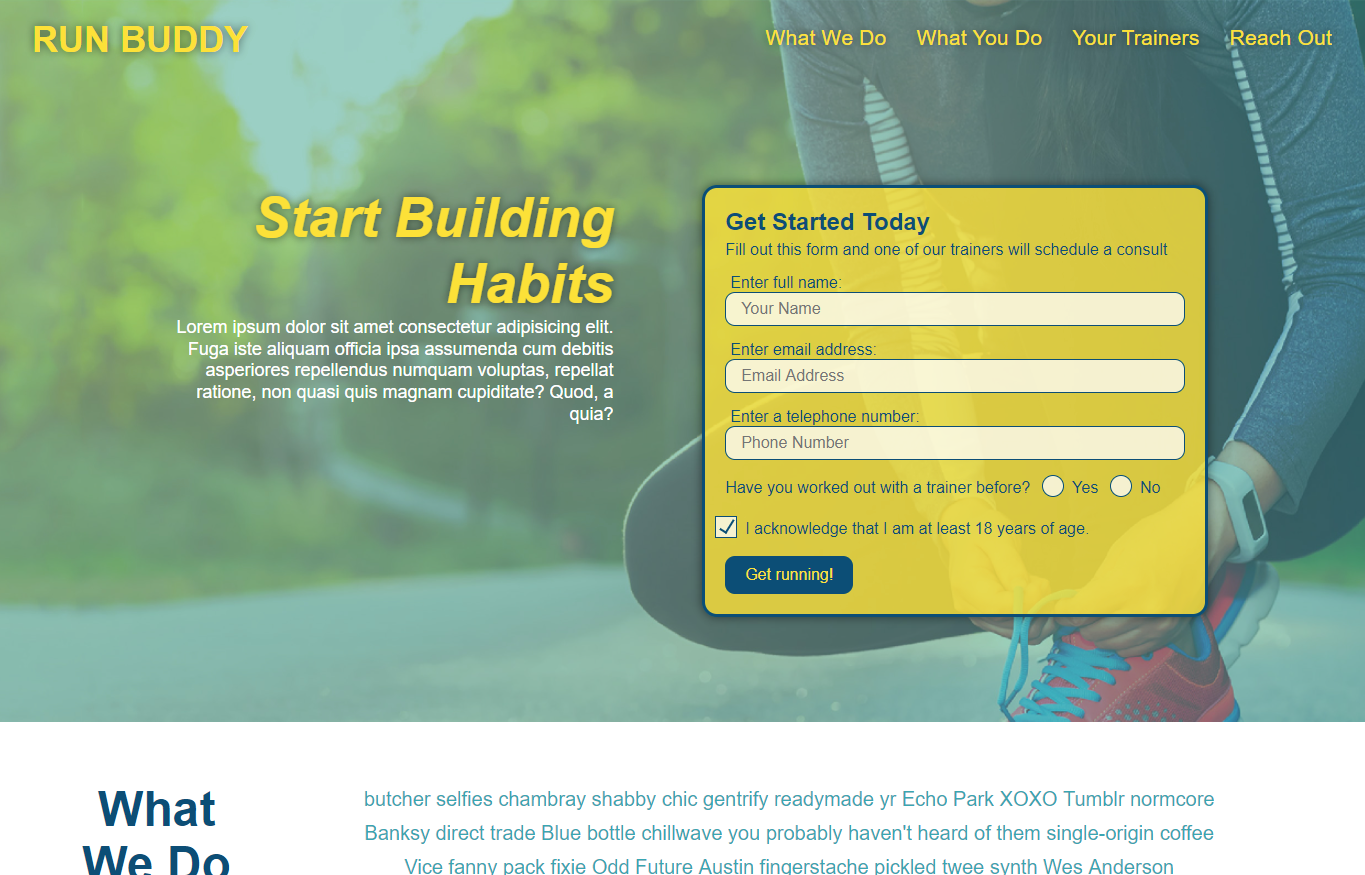 RUN BUDDY
What We Do What You Do Your Trainers Reach Out
Start Building
Habits
Lorem ipsum dolor sit amet consectetur adipisicing elit.
Fuga iste aliquam officia ipsa assumenda cum debitis
asperiores repellendus numquam voluptas, repellat
ratione, non quasi quis magnam cupiditate? Quod, a
quia?
Get Started Today
Fill out this form and one of our trainers will schedule a consult
Enter full name:
Your Name
Enter email address:
Email Address
Enter a telephone number:
Phone Number
Have you worked out with a trainer before? Yes No
I acknowledge that I am at least 18 years of age.
Get running!
What
We Do
butcher selfies chambray shabby chic gentrify readymade yr Echo Park XOXO Tumblr normcore
Banksy direct trade Blue bottle chillwave you probably haven't heard of them single-origin coffee
Vice fanny pack fixie Odd Future Austin fingerstache pickled twee synth Wes Anderson